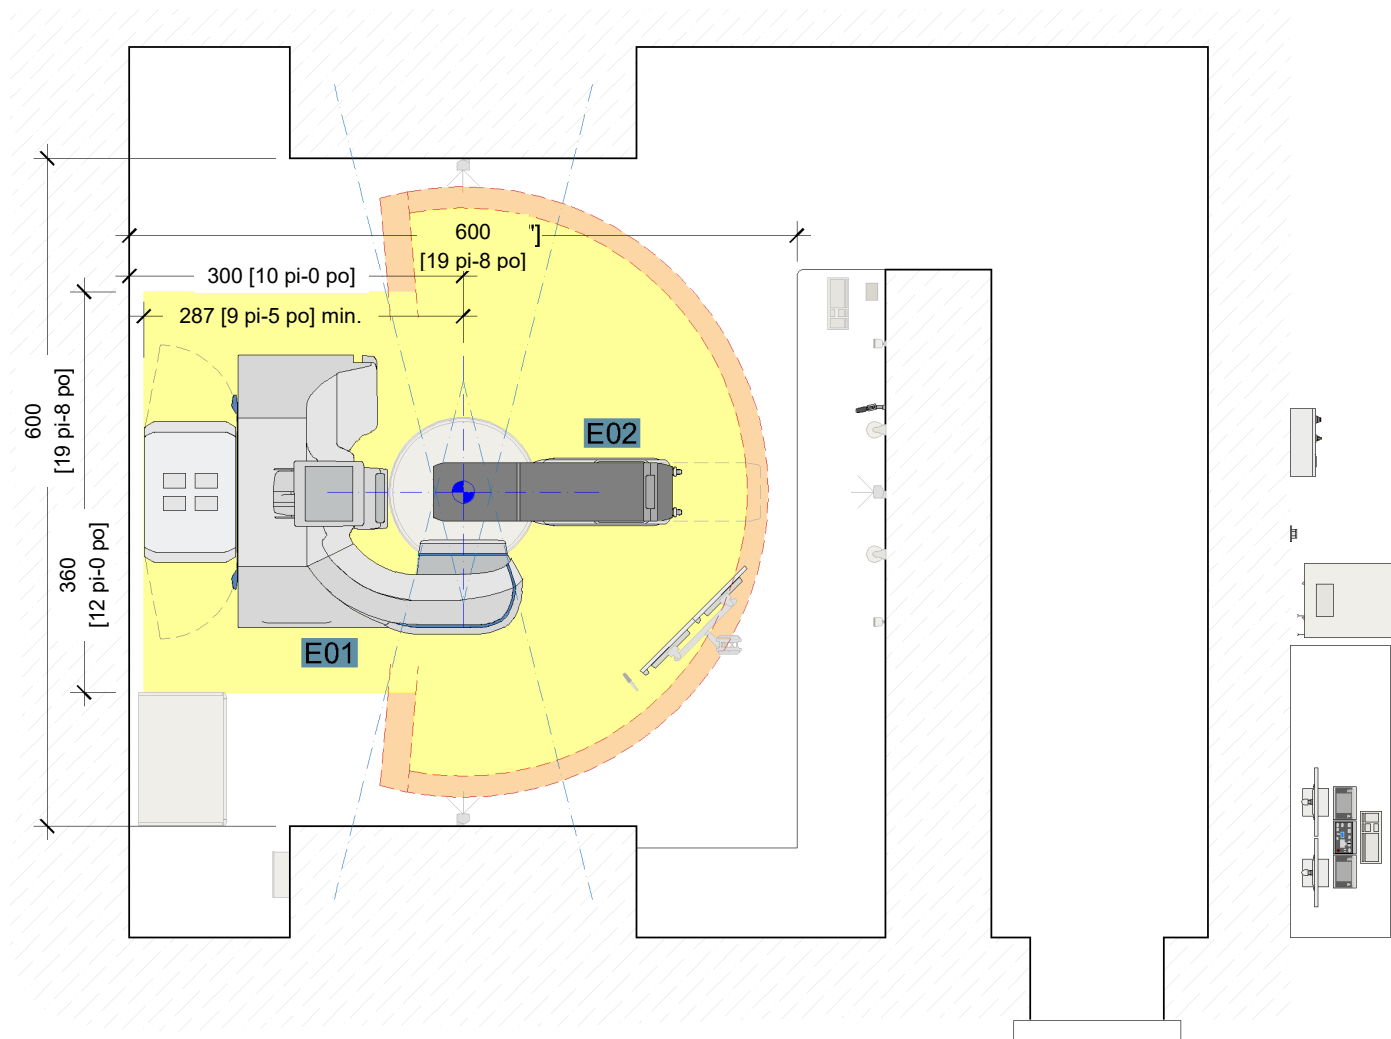 600 "]
[19 pi-8 po]
300 [10 pi-0 po]
287 [9 pi-5 po] min.
600
[19 pi-8 po]
360
[12 pi-0 po]
E02
E01